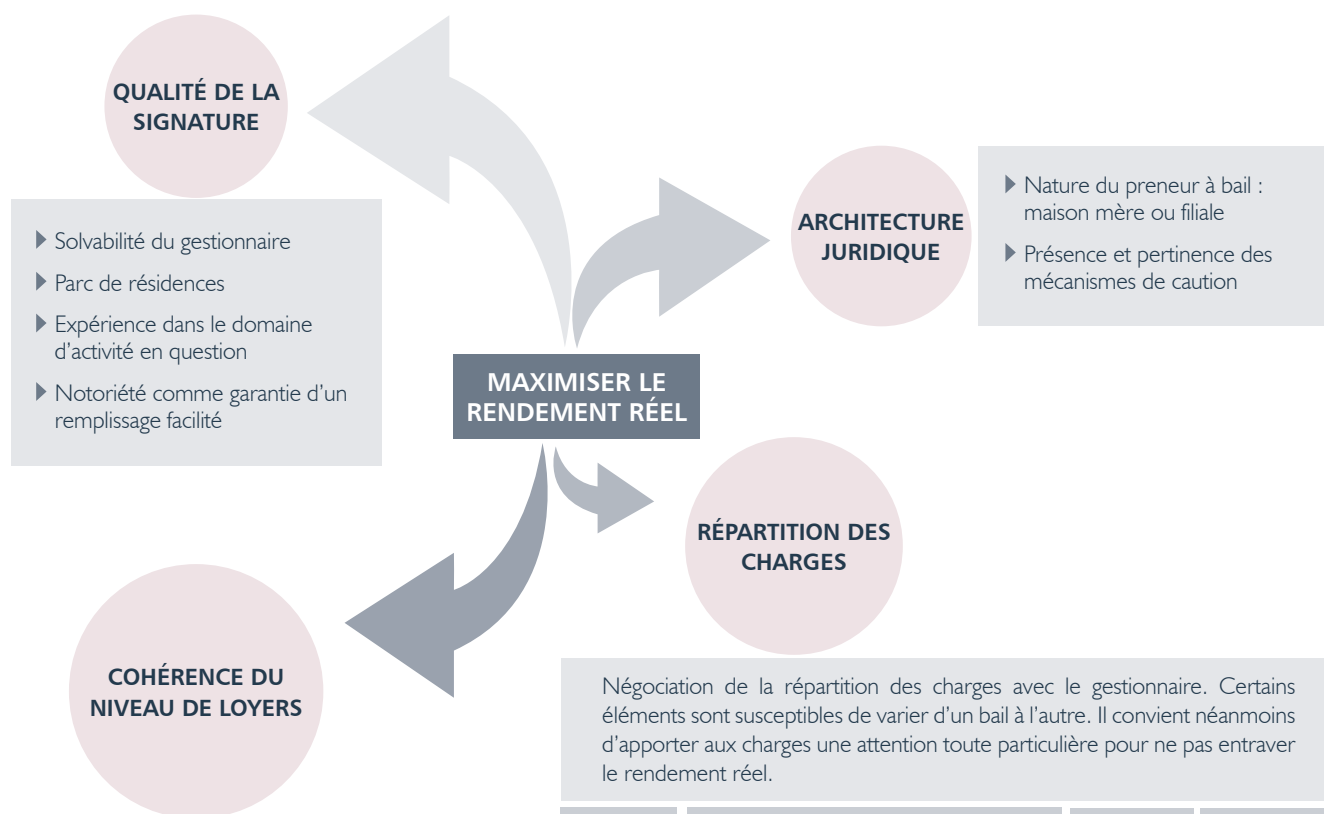 QUALITÉ DE LA
SIGNATURE
Solvabilité du gestionnaire
Parc de résidences
Expérience dans le domaine
d’activité en question
Notoriété comme garantie d’un
remplissage facilité
ARCHITECTURE
JURIDIQUE
Nature du preneur à bail :
maison mère ou filiale
Présence et pertinence des
mécanismes de caution
MAXIMISER LE
RENDEMENT RÉEL
RÉPARTITION DES
CHARGES
Négociation de la répartition des charges avec le gestionnaire. Certains
éléments sont susceptibles de varier d’un bail à l’autre. Il convient néanmoins
d’apporter aux charges une attention toute particulière pour ne pas entraver
le rendement réel.
COHÉRENCE DU
NIVEAU DE LOYERS